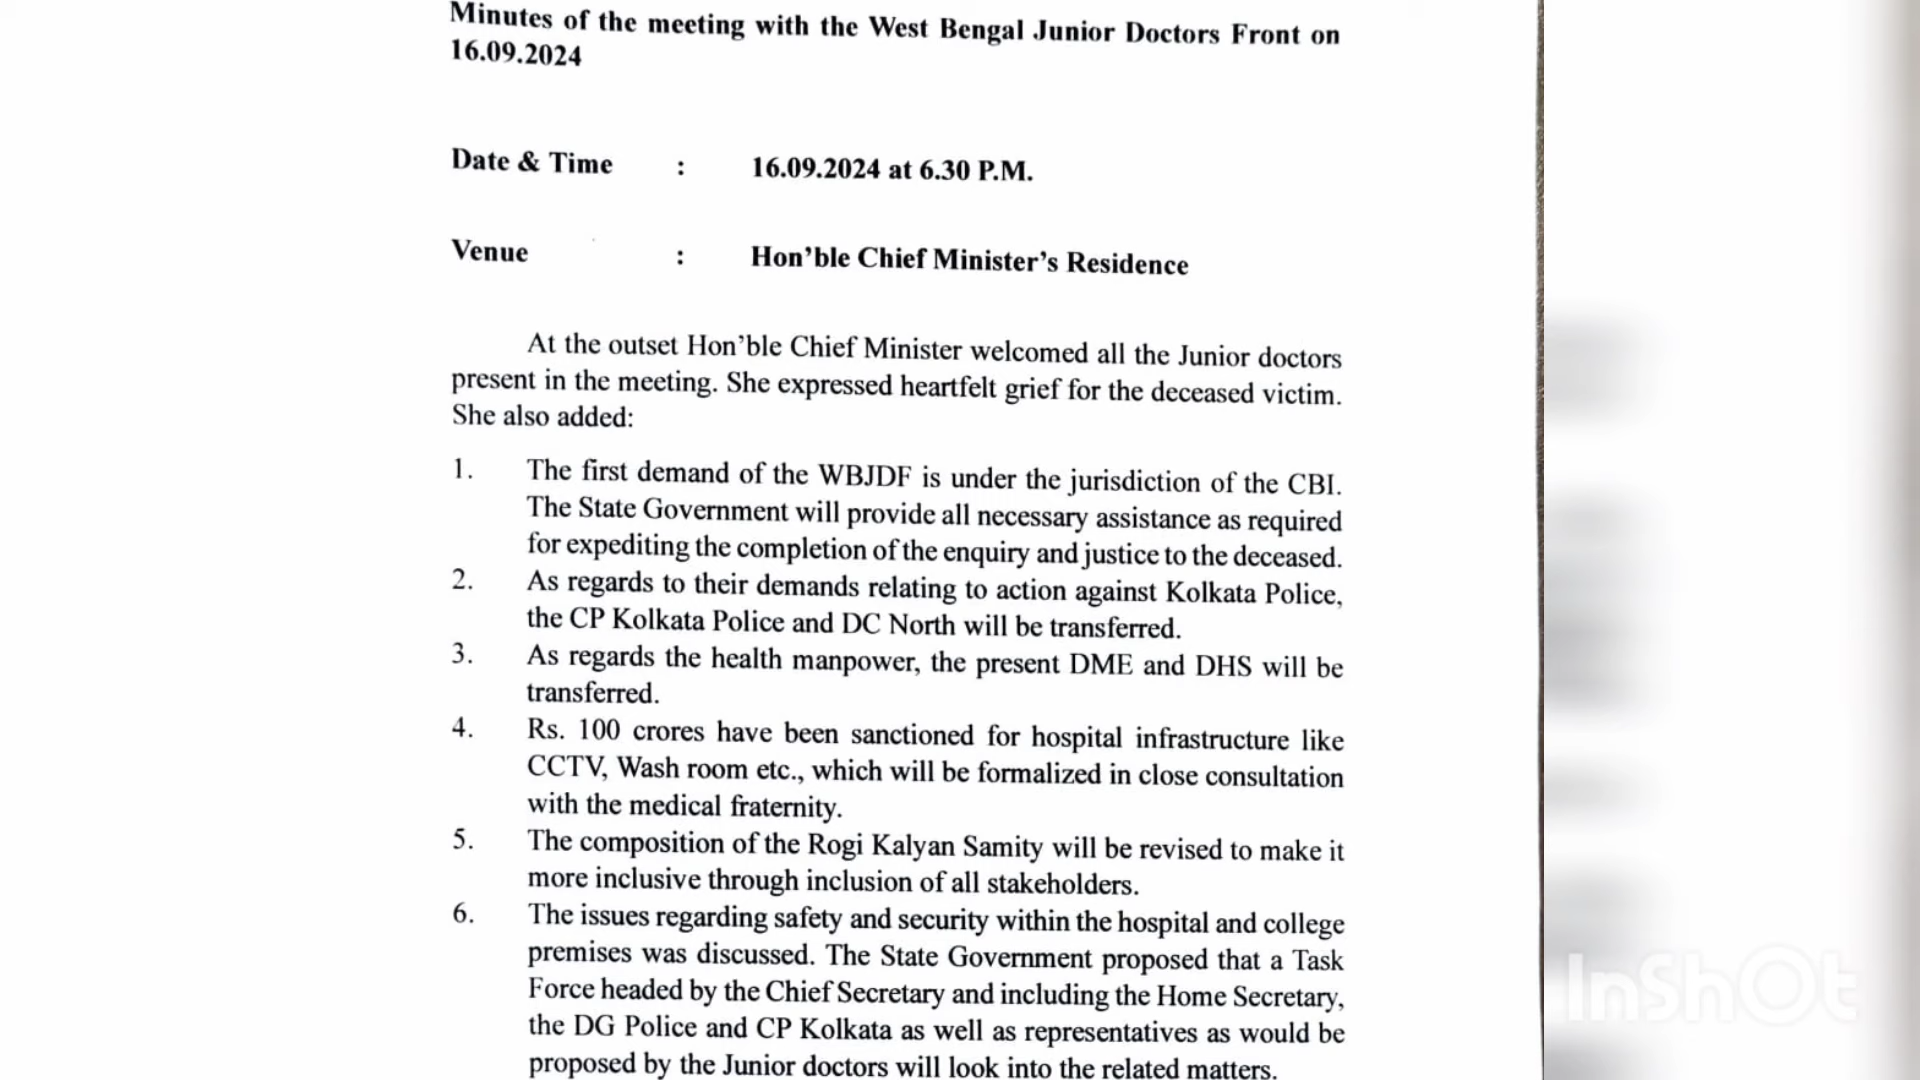 Minutes of the meeting with the West Bengal Junior Doctors Front on
16.09.2024
Date & Time : 16.09.2024 at 6.30 P.M.
Venue : Hon’ble Chief Minister’s Residence
At the outset Hon’ble Chief Minister welcomed all the Junior doctors
present in the meeting. She expressed heartfelt grief for the deceased victim.
She also added:
1. The first demand of the WBJDF is under the jurisdiction of the CBI.
The State Government will provide all necessary assistance as required
for expediting the completion of the enquiry and justice to the deceased.
2. As regards to their demands relating to action against Kolkata Police,
the CP Kolkata Police and DC North will be transferred.
3. As regards the health manpower, the present DME and DHS will be
transferred.
4. Rs. 100 crores have been sanctioned for hospital infrastructure like
CCTV, Wash room etc., which will be formalized in close consultation
with the medical fraternity.
5. The composition of the Rogi Kalyan Samity will be revised to make it
more inclusive through inclusion of all stakeholders.
6. The issues regarding safety and security within the hospital and college
premises was discussed. The State Government proposed that a Task
Force headed by the Chief Secretary and including the Home Secretary,
the DG Police and CP Kolkata as well as representatives as would be
proposed by the Junior doctors will look into the related matters.
InShOt